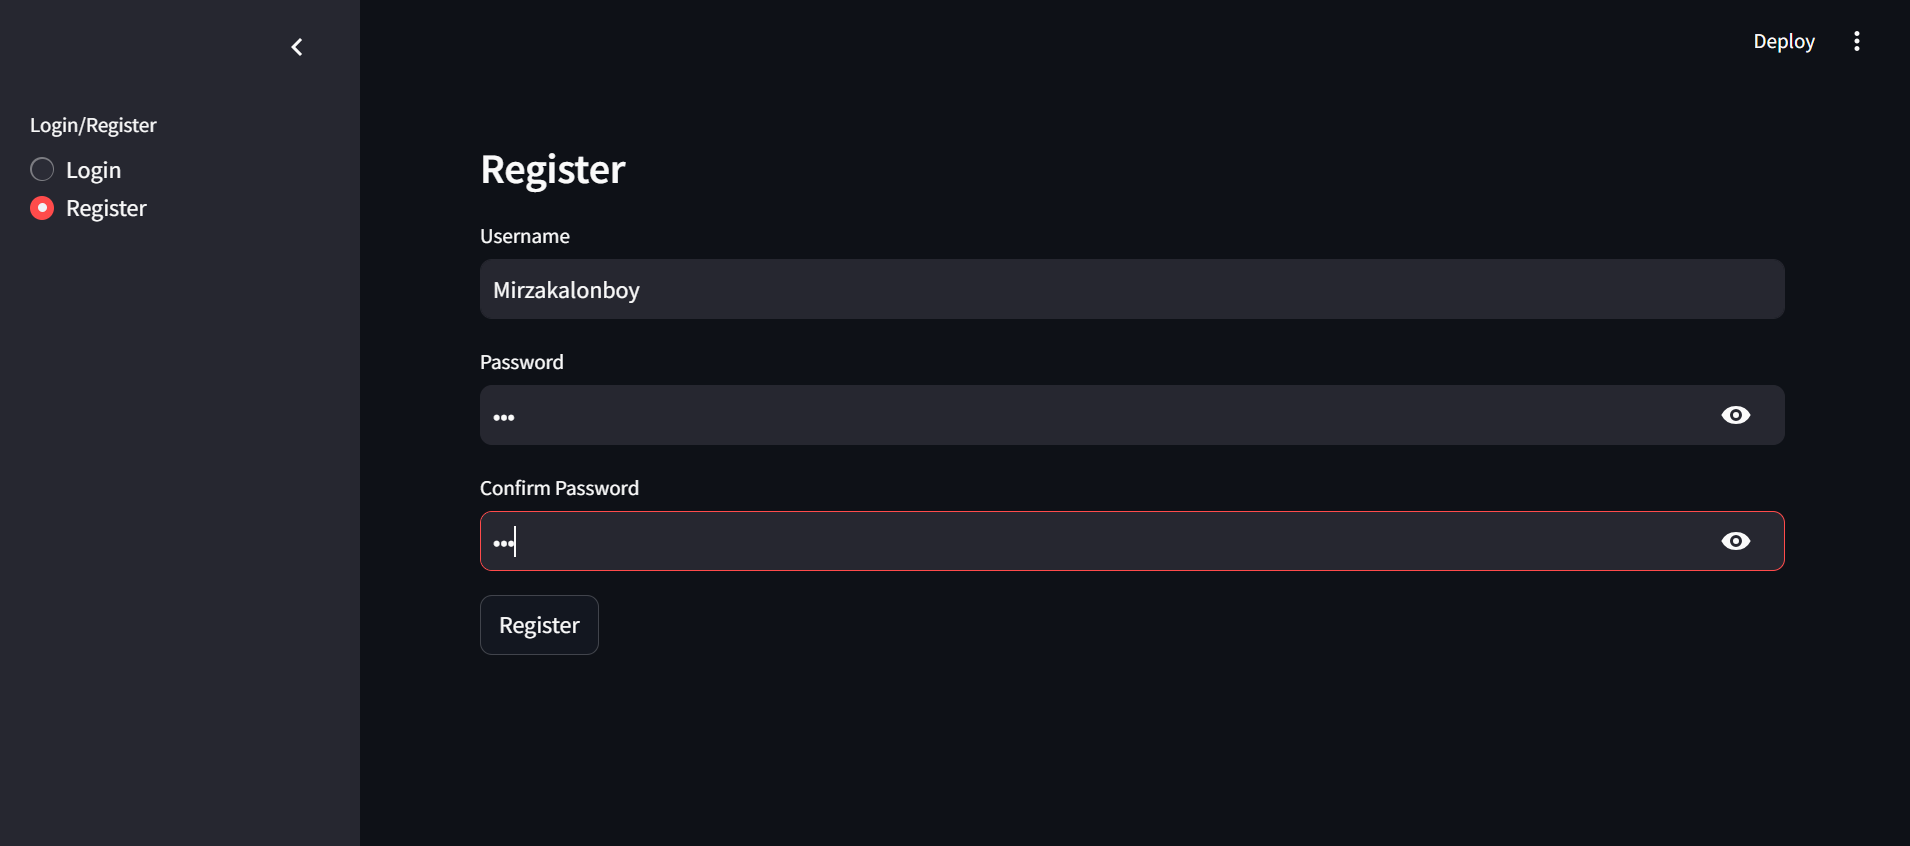 Deploy
Login/Register
Login
Register
Register
Username
Mirzakalonboy
Password
•••
Confirm Password
•••
Register